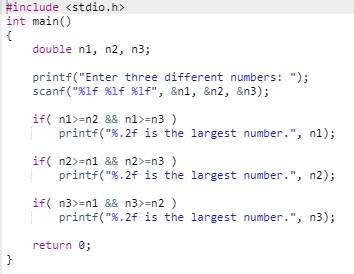 #include <stdio.h>
int main()
{
    double n1, n2, n3;

    printf("Enter three different numbers: ");
    scanf("%lf %lf %lf", &n1, &n2, &n3);

    if( n1>=n2 && n1>=n3 )
        printf("%.2f is the largest number.", n1);

    if( n2>=n1 && n2>=n3 )
        printf("%.2f is the largest number.", n2);

    if( n3>=n1 && n3>=n2 )
        printf("%.2f is the largest number.", n3);

    return 0;
}